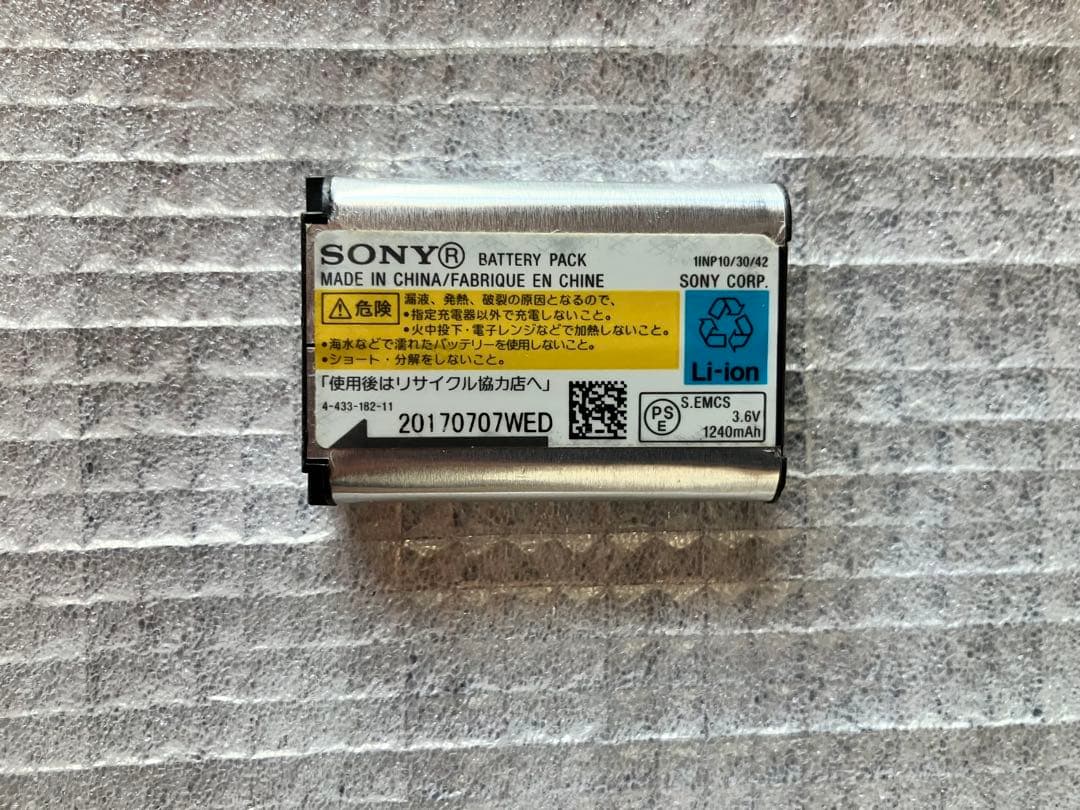 SONY® BATTERY PACK
1INP10/30/42
MADE IN CHINA/FABRIQUE EN CHINE
SONY CORP.
⚠危険
漏液、発熱、破裂の原因となるので、
•指定充電器以外で充電しないこと。
•火中投下・電子レンジなどで加熱しないこと。
•海水などで濡れたバッテリーを使用しないこと。
•ショート・分解をしないこと。
Li-ion
「使用後はリサイクル協力店へ」
4-433-182-11
20170707WED
PSE
S.EMCS
3.6V
1240mAh